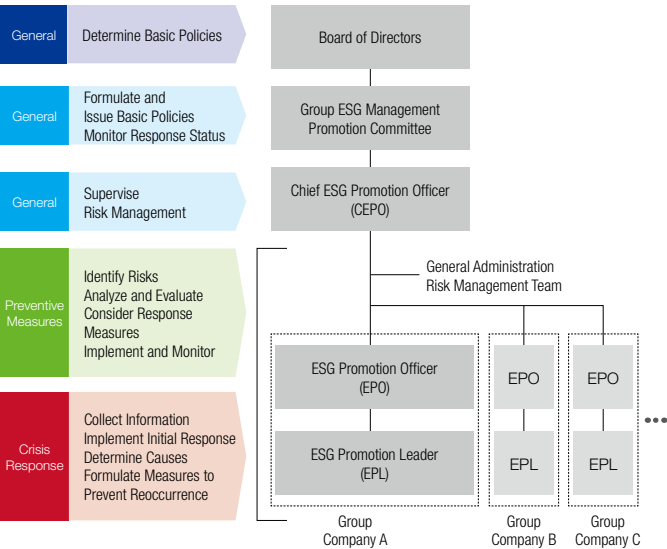 General
Determine Basic Policies
Board of Directors
General
Formulate and
Issue Basic Policies
Monitor Response Status
Group ESG Management
Promotion Committee
General
Supervise
Risk Management
Chief ESG Promotion Officer
(CEPO)
Preventive
Measures
Identify Risks
Analyze and Evaluate
Consider Response
Measures
Implement and Monitor
General Administration
Risk Management Team
ESG Promotion Officer
(EPO)
EPO
EPO
Crisis
Response
Collect Information
Implement Initial Response
Determine Causes
Formulate Measures to
Prevent Reoccurrence
ESG Promotion Leader
(EPL)
EPL
EPL
Group
Company A
Group
Company B
Group
Company C